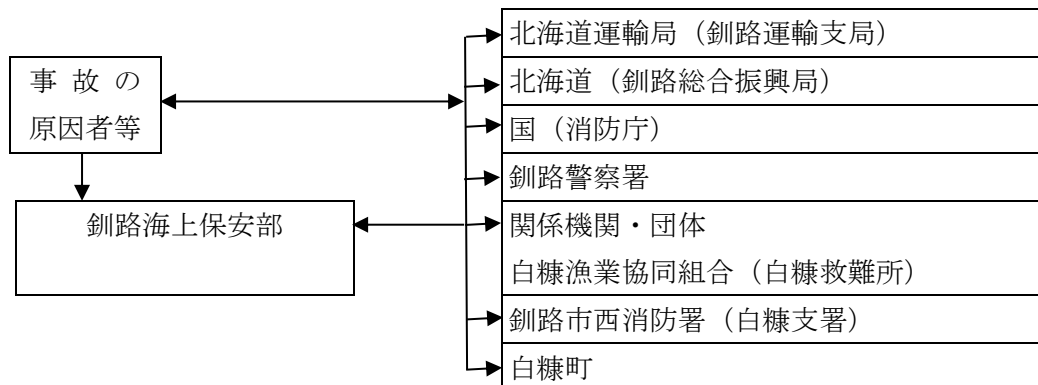 事故の
原因者等
釧路海上保安部
北海道運輸局（釧路運輸支局）
北海道（釧路総合振興局）
国（消防庁）
釧路警察署
関係機関・団体
白糠漁業協同組合（白糠救難所）
釧路市西消防署（白糠支署）
白糠町